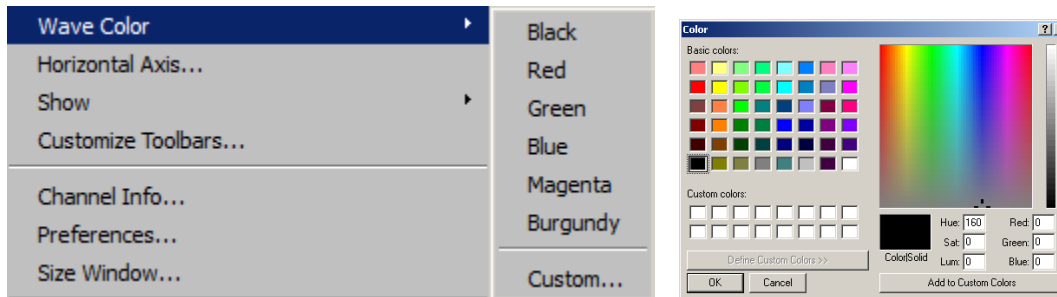 Wave Color
Horizontal Axis...
Show
Customize Toolbars...
Channel Info...
Preferences...
Size Window...
Black
Red
Green
Blue
Magenta
Burgundy
Custom...
Color
?
Basic colors:
Custom colors:
Define Custom Colors >>
OK
Cancel
Color|Solid
Hue: 160
Sat: 0
Lum: 0
Red: 0
Green: 0
Blue: 0
Add to Custom Colors